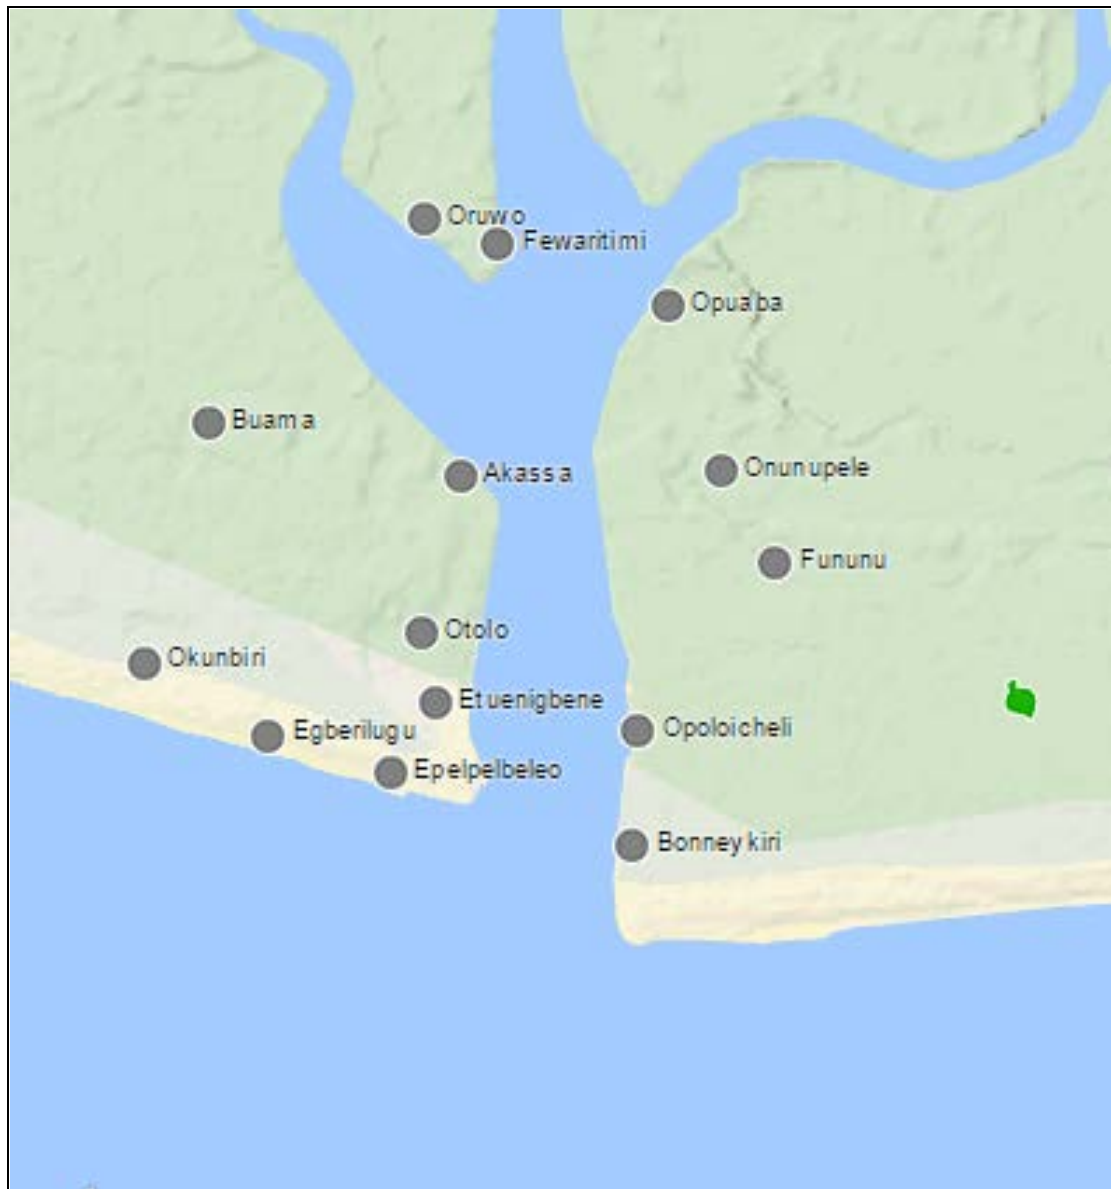 Oruwo
Fewaritimi
Opuaba
Buama
Akassa
Onunupele
Fununu
Otolo
Okunbiri
Etuenigbene
Egberilugu
Opoloicheli
Epelpelbeleo
Bonneykiri